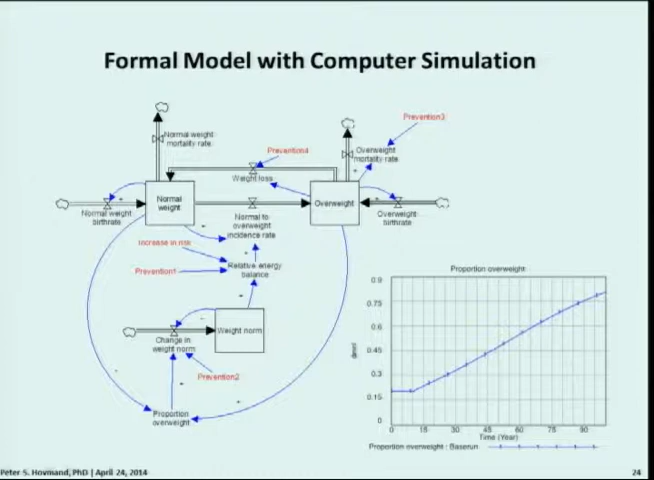 Formal Model with Computer Simulation
Normal weight
mortality rate
Prevention3
Prevention4
Overweight
mortality rate
Weight loss
Normal
weight
Overweight
Normal weight
birthrate
Normal to
overweight
incidence rate
Overweight
birthrate
Increase in risk
Prevention1
Relative energy
balance
Weight norm
Change in
weight norm
Prevention2
Proportion
overweight
Proportion overweight
0.9
0.75
0.6
0.45
0.3
0.15
0
dmnl
0 15 30 45 60 75 90
Time (Year)
Proportion overweight : Baserun
Peter S. Hovmand, PhD | April 24, 2014
24